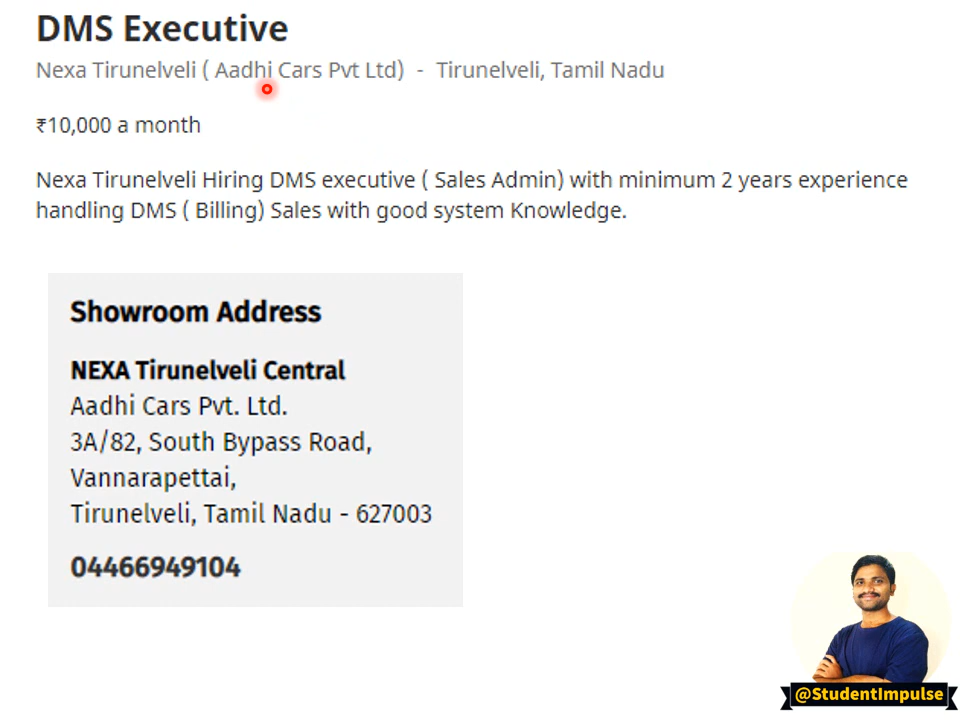 DMS Executive
Nexa Tirunelveli ( Aadhi Cars Pvt Ltd) - Tirunelveli, Tamil Nadu
₹10,000 a month
Nexa Tirunelveli Hiring DMS executive ( Sales Admin) with minimum 2 years experience
handling DMS ( Billing) Sales with good system Knowledge.
Showroom Address
NEXA Tirunelveli Central
Aadhi Cars Pvt. Ltd.
3A/82, South Bypass Road,
Vannarapettai,
Tirunelveli, Tamil Nadu - 627003
04466949104
@StudentImpulse